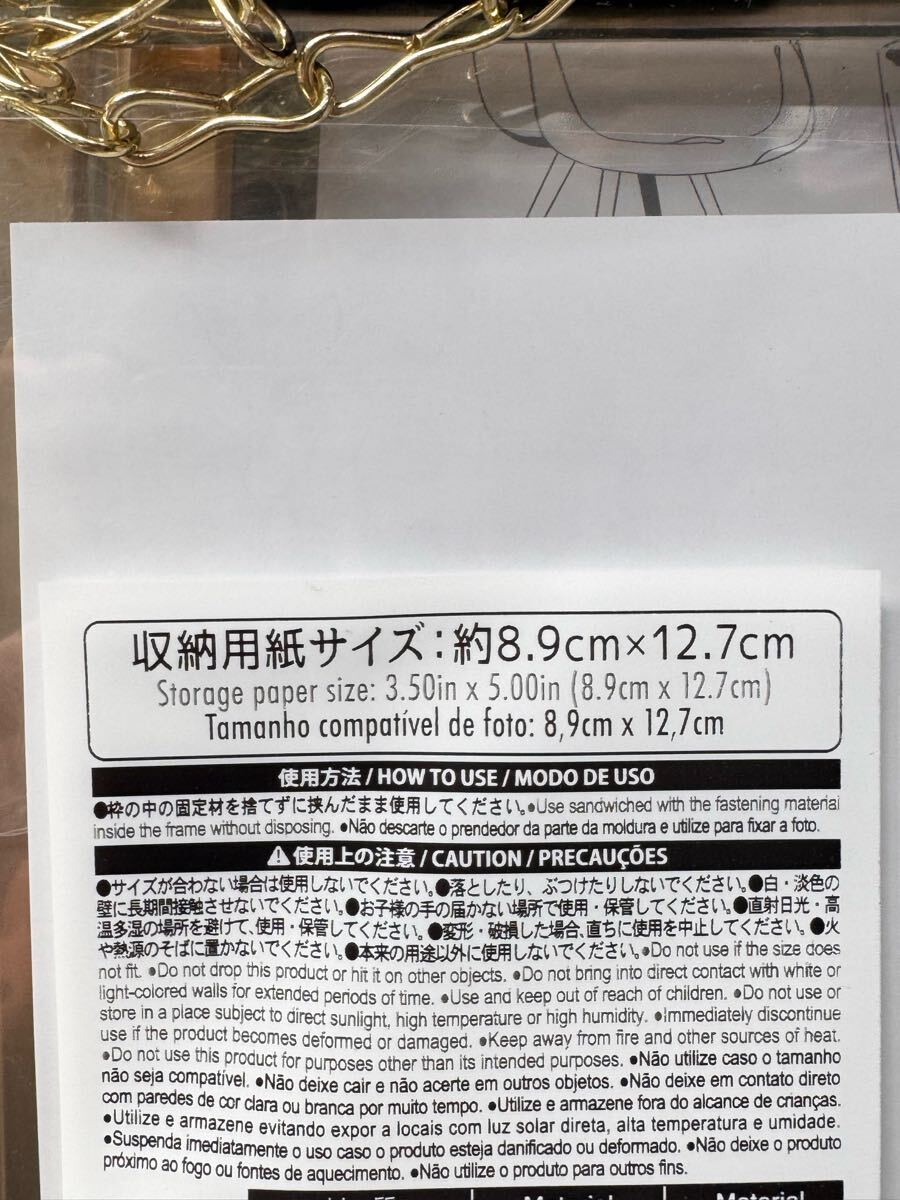 収納用紙サイズ：約8.9cm×12.7cm
Storage paper size: 3.50in x 5.00in (8.9cm x 12.7cm)
Tamanho compatível de foto: 8,9cm x 12,7cm
使用方法 / HOW TO USE / MODO DE USO
●枠の中の固定材を捨てずに挟んだまま使用してください。●Use sandwiched with the fastening material
inside the frame without disposing. ●Não descarte o prendedor da parte da moldura e utilize para fixar a foto.
⚠使用上の注意 / CAUTION / PRECAUÇÕES
●サイズが合わない場合は使用しないでください。●落としたり、ぶつけたりしないでください。●白・淡色の
壁に長期間接触させないでください。●お子様の手の届かない場所で使用・保管してください。●直射日光・高
温多湿の場所を避けて、使用・保管してください。●変形・破損した場合、直ちに使用を中止してください。●火
や熱源のそばに置かないでください。●本来の用途以外に使用しないでください。●Do not use if the size does
not fit. ●Do not drop this product or hit it on other objects. ●Do not bring into direct contact with white or
light-colored walls for extended periods of time. ●Use and keep out of reach of children. ●Do not use or
store in a place subject to direct sunlight, high temperature or high humidity. ●Immediately discontinue
use if the product becomes deformed or damaged. ●Keep away from fire and other sources of heat.
●Do not use this product for purposes other than its intended purposes. ●Não utilize caso o tamanho
não seja compatível. ●Não deixe cair e não acerte em outros objetos. ●Não deixe em contato direto
com paredes de cor clara ou branca por muito tempo. ●Utilize e armazene fora do alcance de crianças.
●Utilize e armazene evitando expor a locais com luz solar direta, alta temperatura e umidade.
●Suspenda imediatamente o uso caso o produto esteja danificado ou deformado. ●Não deixe o produto
próximo ao fogo ou fontes de aquecimento. ●Não utilize o produto para outros fins.
Material Material